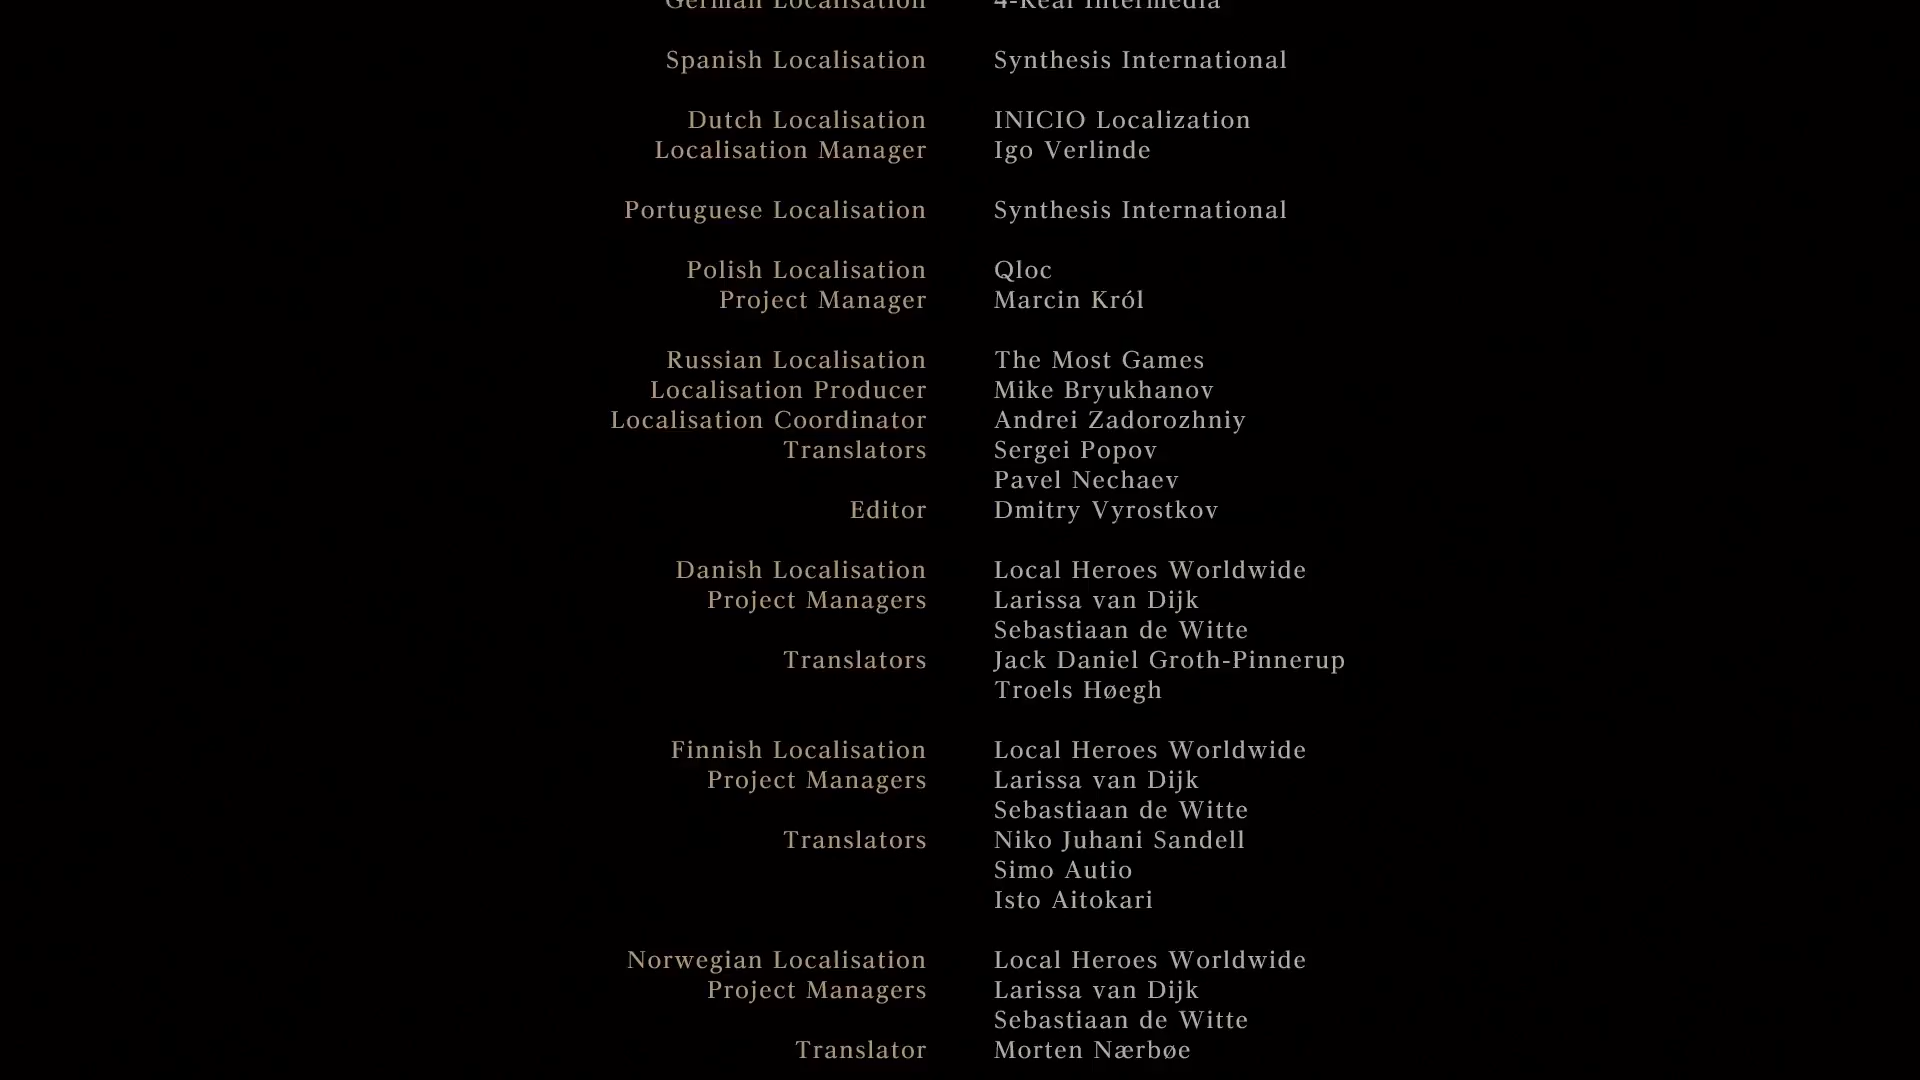 German Localisation 4-Real Intermedia
Spanish Localisation Synthesis International
Dutch Localisation INICIO Localization
Localisation Manager Igo Verlinde
Portuguese Localisation Synthesis International
Polish Localisation Qloc
Project Manager Marcin Król
Russian Localisation The Most Games
Localisation Producer Mike Bryukhanov
Localisation Coordinator Andrei Zadorozhniy
Translators Sergei Popov
Pavel Nechaev
Editor Dmitry Vyrostkov
Danish Localisation Local Heroes Worldwide
Project Managers Larissa van Dijk
Sebastiaan de Witte
Translators Jack Daniel Groth-Pinnerup
Troels Høegh
Finnish Localisation Local Heroes Worldwide
Project Managers Larissa van Dijk
Sebastiaan de Witte
Translators Niko Juhani Sandell
Simo Autio
Isto Aitokari
Norwegian Localisation Local Heroes Worldwide
Project Managers Larissa van Dijk
Sebastiaan de Witte
Translator Morten Nærbøe